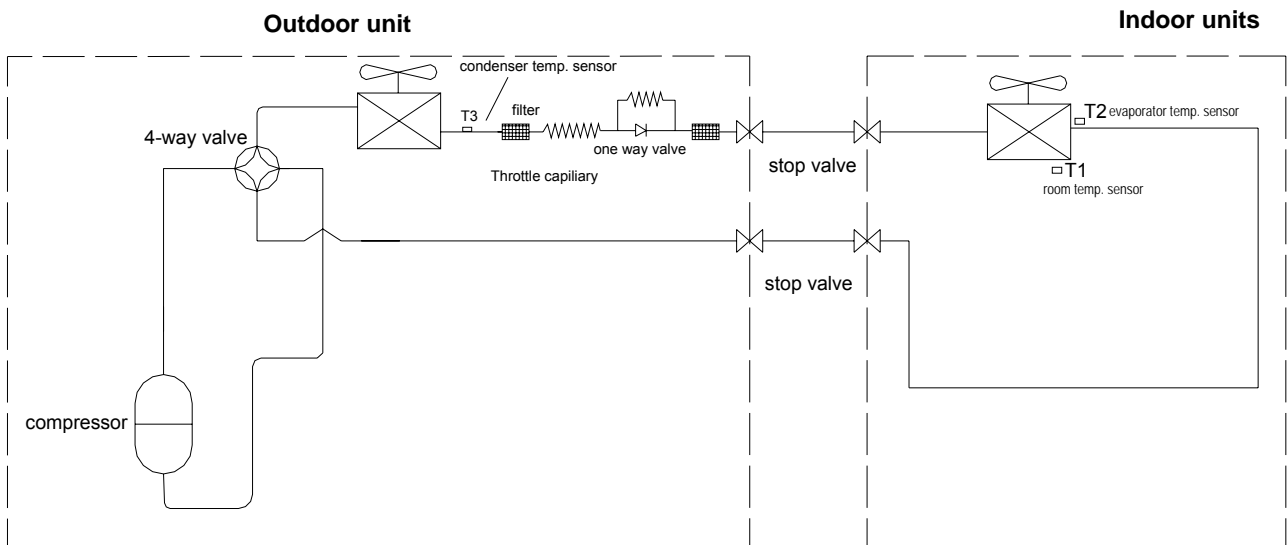 Outdoor unit
Indoor units
condenser temp. sensor
T3
filter
4-way valve
one way valve
Throttle capiliary
stop valve
T2 evaporator temp. sensor
T1
room temp. sensor
stop valve
compressor